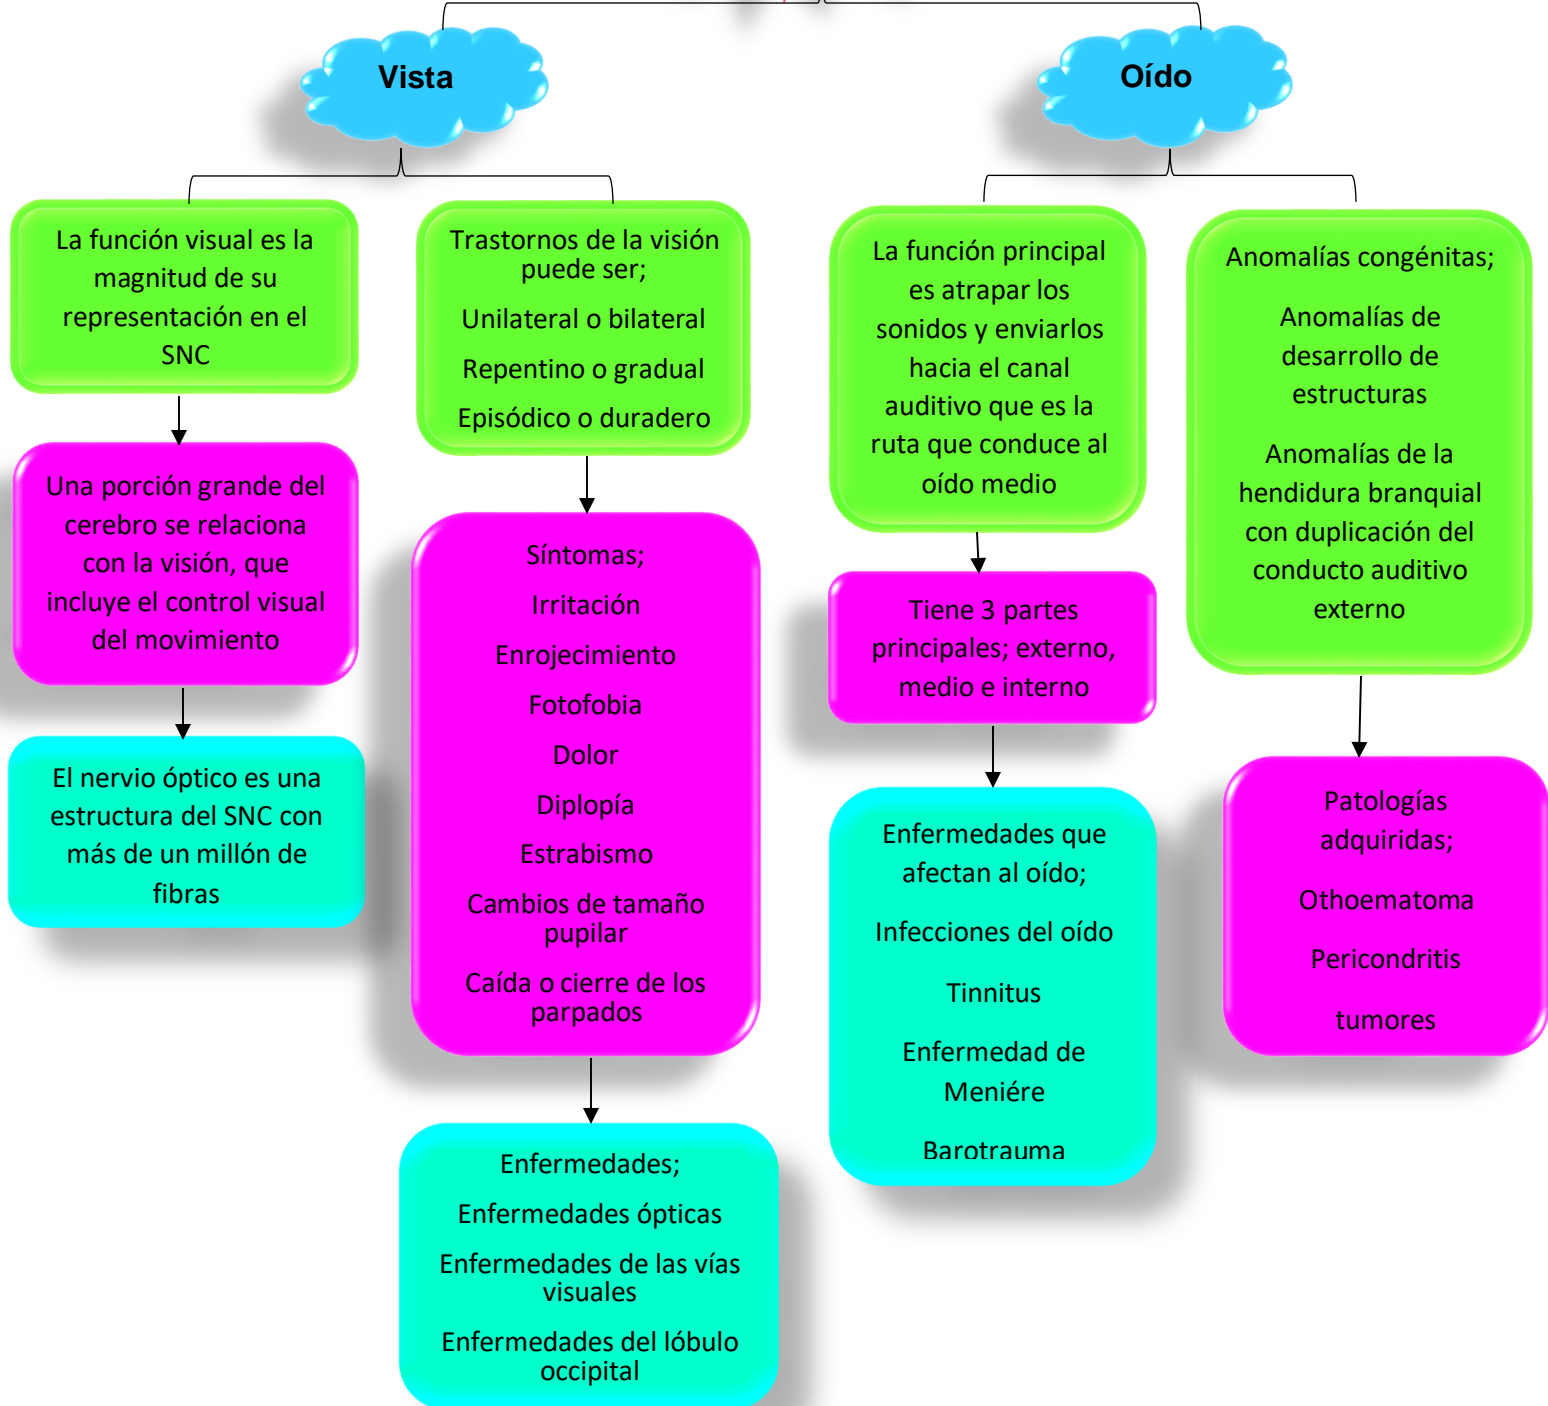 Vista
La función visual es la
magnitud de su
representación en el
SNC
Una porción grande del
cerebro se relaciona
con la visión, que
incluye el control visual
del movimiento
El nervio óptico es una
estructura del SNC con
más de un millón de
fibras
Trastornos de la visión
puede ser;
Unilateral o bilateral
Repentino o gradual
Episódico o duradero
Síntomas;
Irritación
Enrojecimiento
Fotofobia
Dolor
Diplopía
Estrabismo
Cambios de tamaño
pupilar
Caída o cierre de los
parpados
Enfermedades;
Enfermedades ópticas
Enfermedades de las vías
visuales
Enfermedades del lóbulo
occipital
Oído
La función principal
es atrapar los
sonidos y enviarlos
hacia el canal
auditivo que es la
ruta que conduce al
oído medio
Tiene 3 partes
principales; externo,
medio e interno
Enfermedades que
afectan al oído;
Infecciones del oído
Tinnitus
Enfermedad de
Meniére
Barotrauma
Anomalías congénitas;
Anomalías de
desarrollo de
estructuras
Anomalías de la
hendidura branquial
con duplicación del
conducto auditivo
externo
Patologías
adquiridas;
Othoematoma
Pericondritis
tumores